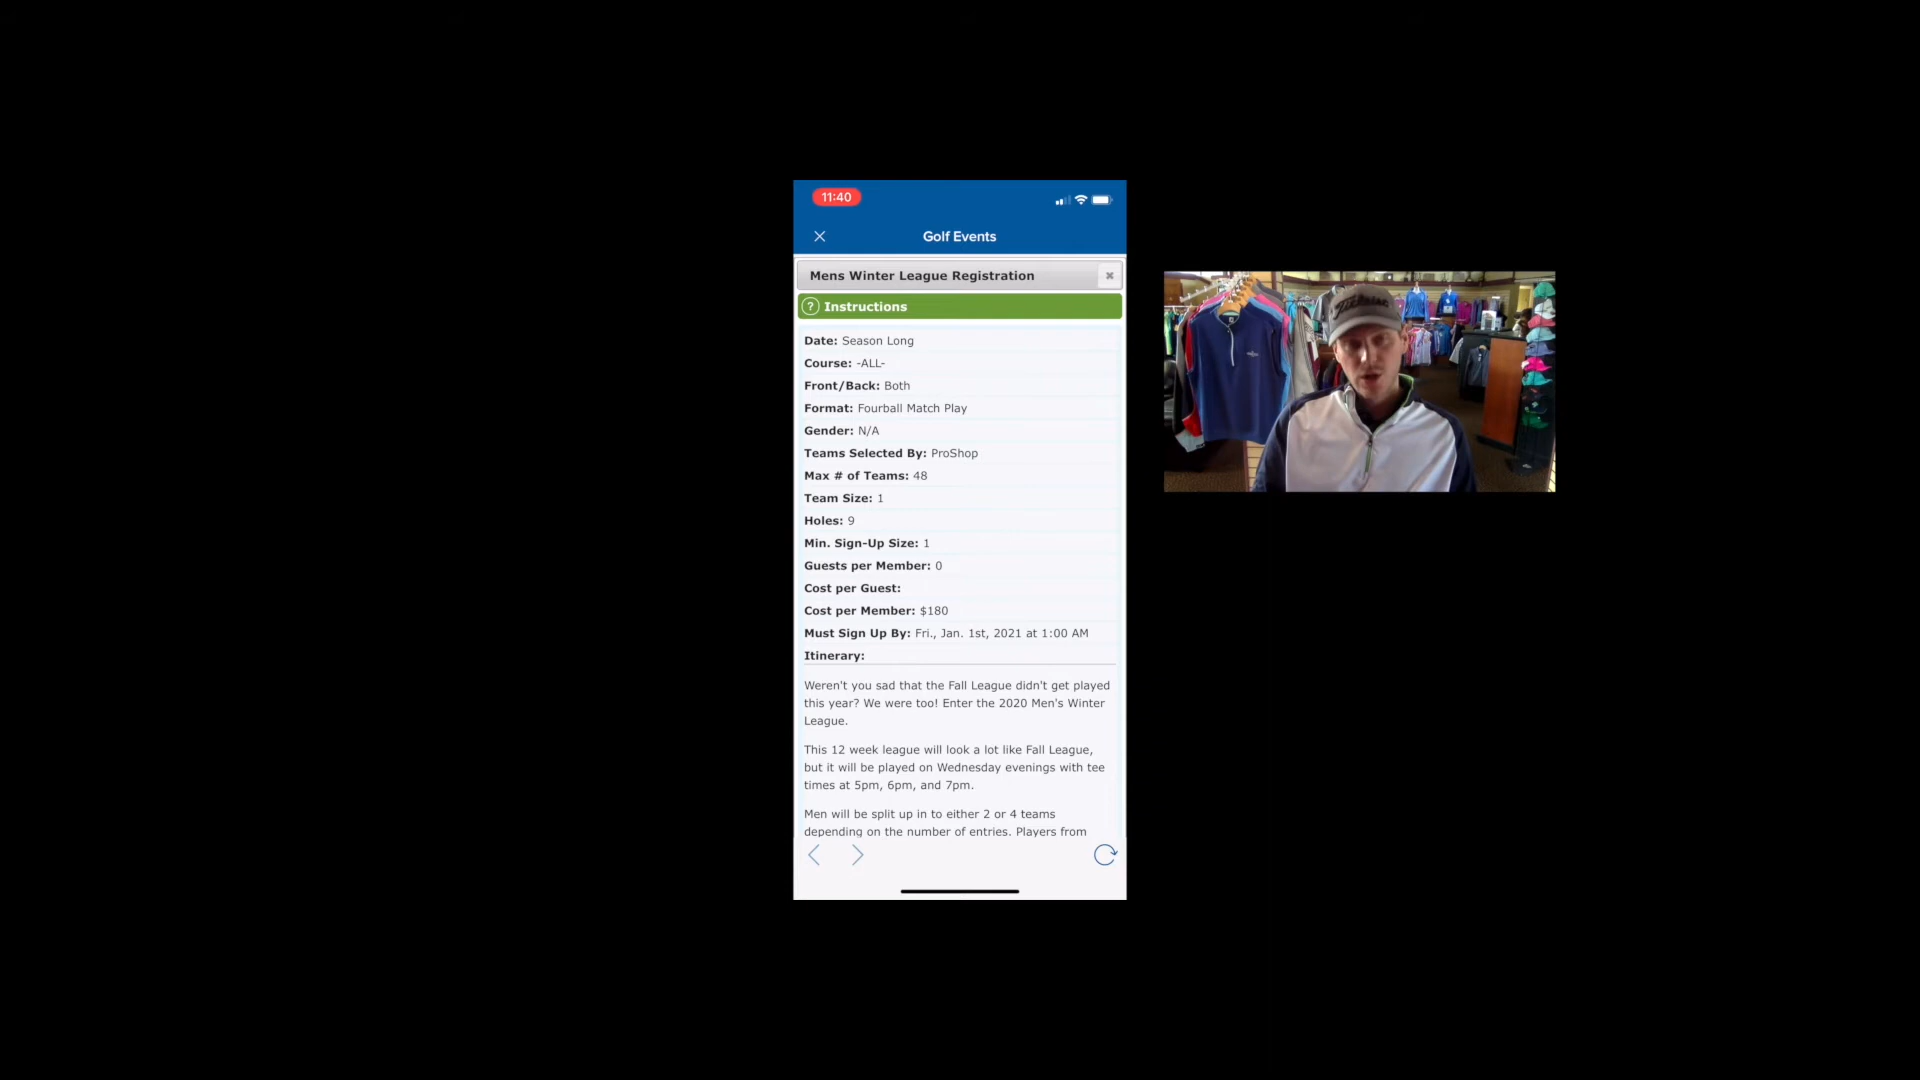 11:40
Golf Events
Mens Winter League Registration
Instructions
Date: Season Long
Course: -ALL-
Front/Back: Both
Format: Fourball Match Play
Gender: N/A
Teams Selected By: ProShop
Max # of Teams: 48
Team Size: 1
Holes: 9
Min. Sign-Up Size: 1
Guests per Member: 0
Cost per Guest:
Cost per Member: $180
Must Sign Up By: Fri., Jan. 1st, 2021 at 1:00 AM
Itinerary:
Weren't you sad that the Fall League didn't get played
this year? We were too! Enter the 2020 Men's Winter
League.
This 12 week league will look a lot like Fall League,
but it will be played on Wednesday evenings with tee
times at 5pm, 6pm, and 7pm.
Men will be split up in to either 2 or 4 teams
depending on the number of entries. Players from
Titleist